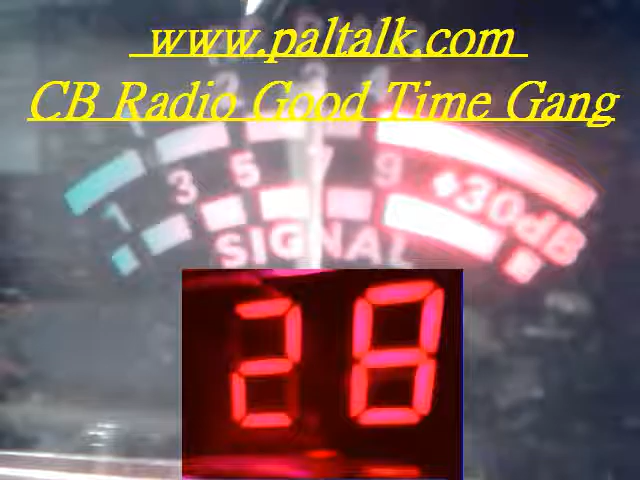 www.paltalk.com
CB Radio Good Time Gang
1 3 5 7 9 +30dB
SIGNAL
28